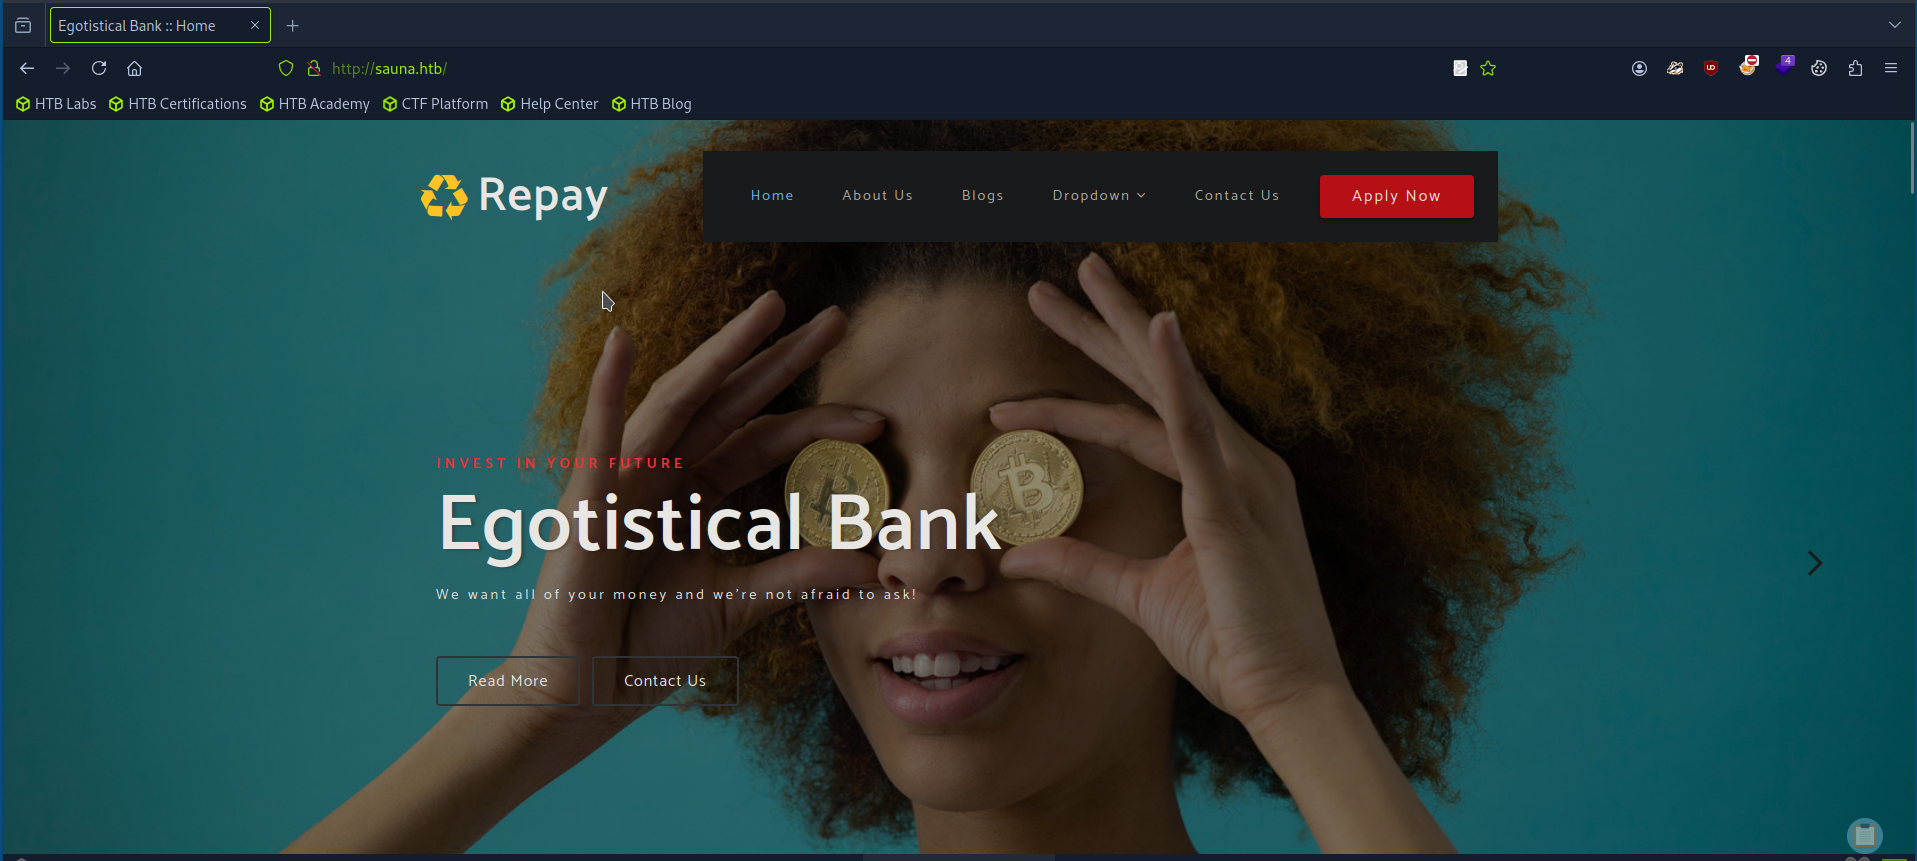 Egotistical Bank :: Home
http://sauna.htb/
4
HTB Labs HTB Certifications HTB Academy CTF Platform Help Center HTB Blog
Repay
Home About Us Blogs Dropdown Contact Us Apply Now
INVEST IN YOUR FUTURE
Egotistical Bank
We want all of your money and we're not afraid to ask!
Read More Contact Us